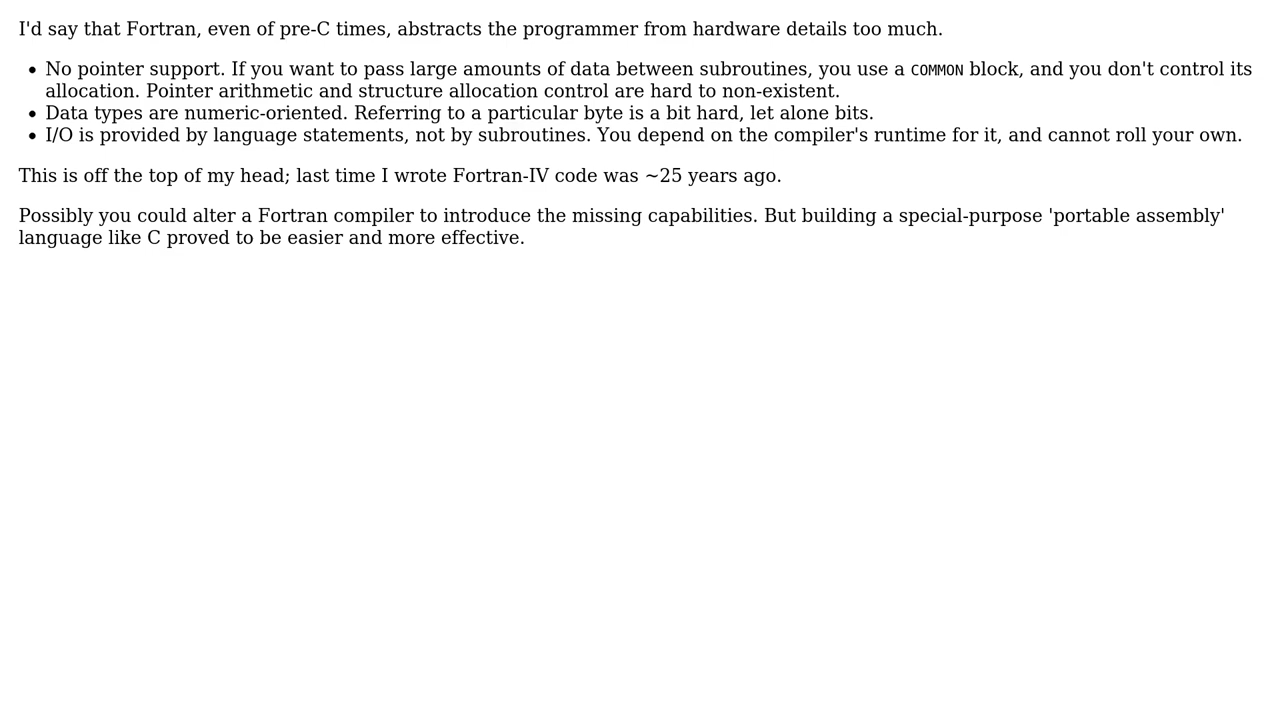 I'd say that Fortran, even of pre-C times, abstracts the programmer from hardware details too much.
• No pointer support. If you want to pass large amounts of data between subroutines, you use a COMMON block, and you don't control its
allocation. Pointer arithmetic and structure allocation control are hard to non-existent.
• Data types are numeric-oriented. Referring to a particular byte is a bit hard, let alone bits.
• I/O is provided by language statements, not by subroutines. You depend on the compiler's runtime for it, and cannot roll your own.
This is off the top of my head; last time I wrote Fortran-IV code was ~25 years ago.
Possibly you could alter a Fortran compiler to introduce the missing capabilities. But building a special-purpose 'portable assembly'
language like C proved to be easier and more effective.